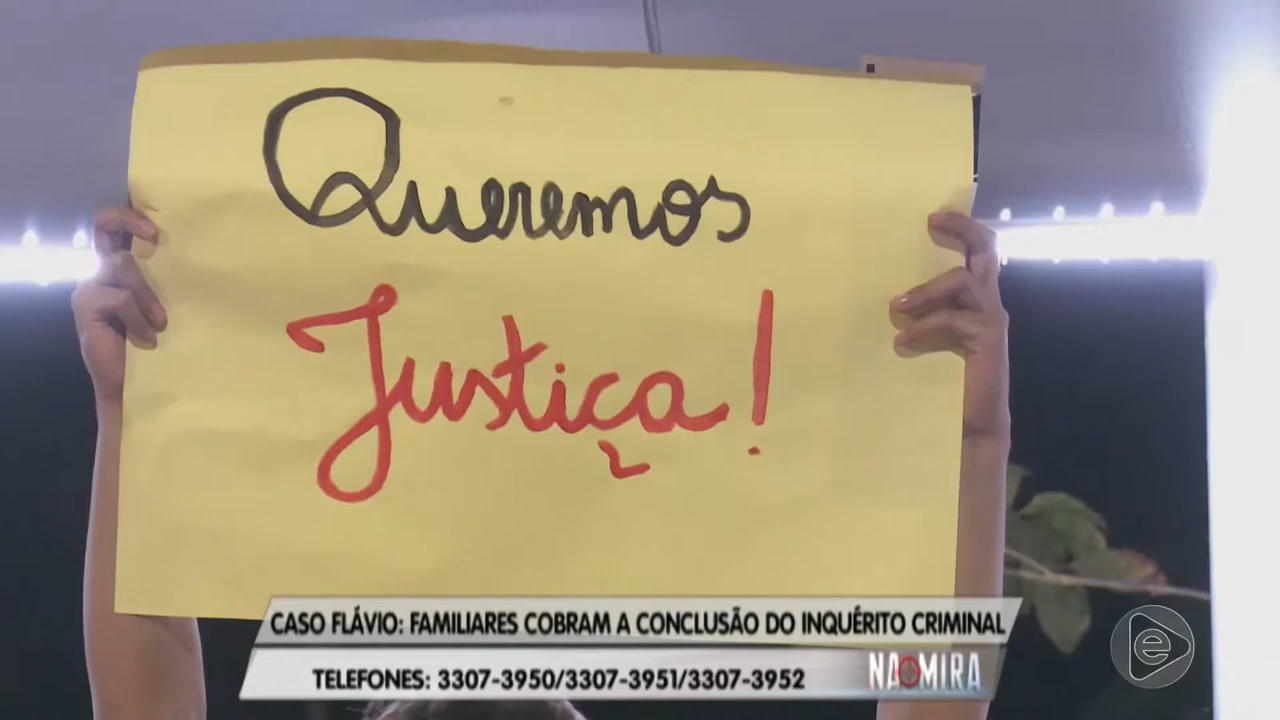 Queremos
Justiça!
CASO FLÁVIO: FAMILIARES COBRAM A CONCLUSÃO DO INQUÉRITO CRIMINAL
TELEFONES: 3307-3950/3307-3951/3307-3952
NA MIRA
e